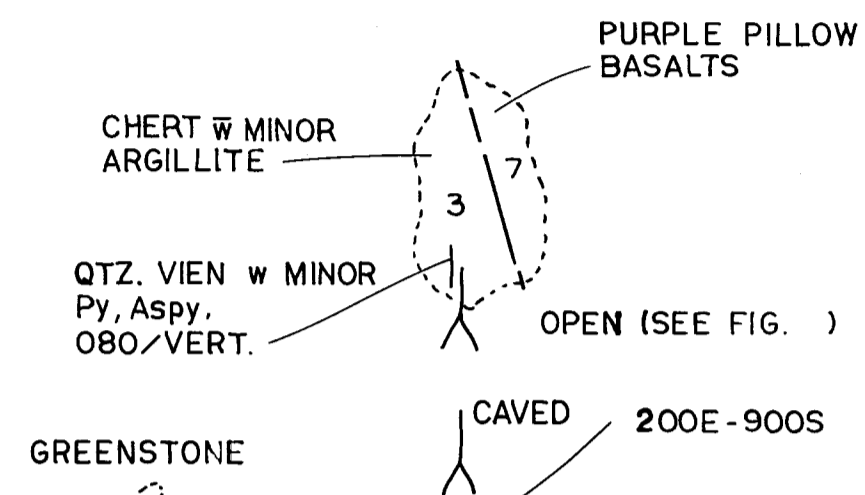 PURPLE PILLOW
BASALTS
CHERT w̅ MINOR
ARGILLITE
7
3
QTZ. VIEN w MINOR
Py, Aspy.
080/VERT.
OPEN (SEE FIG. )
CAVED
200E-900S
GREENSTONE